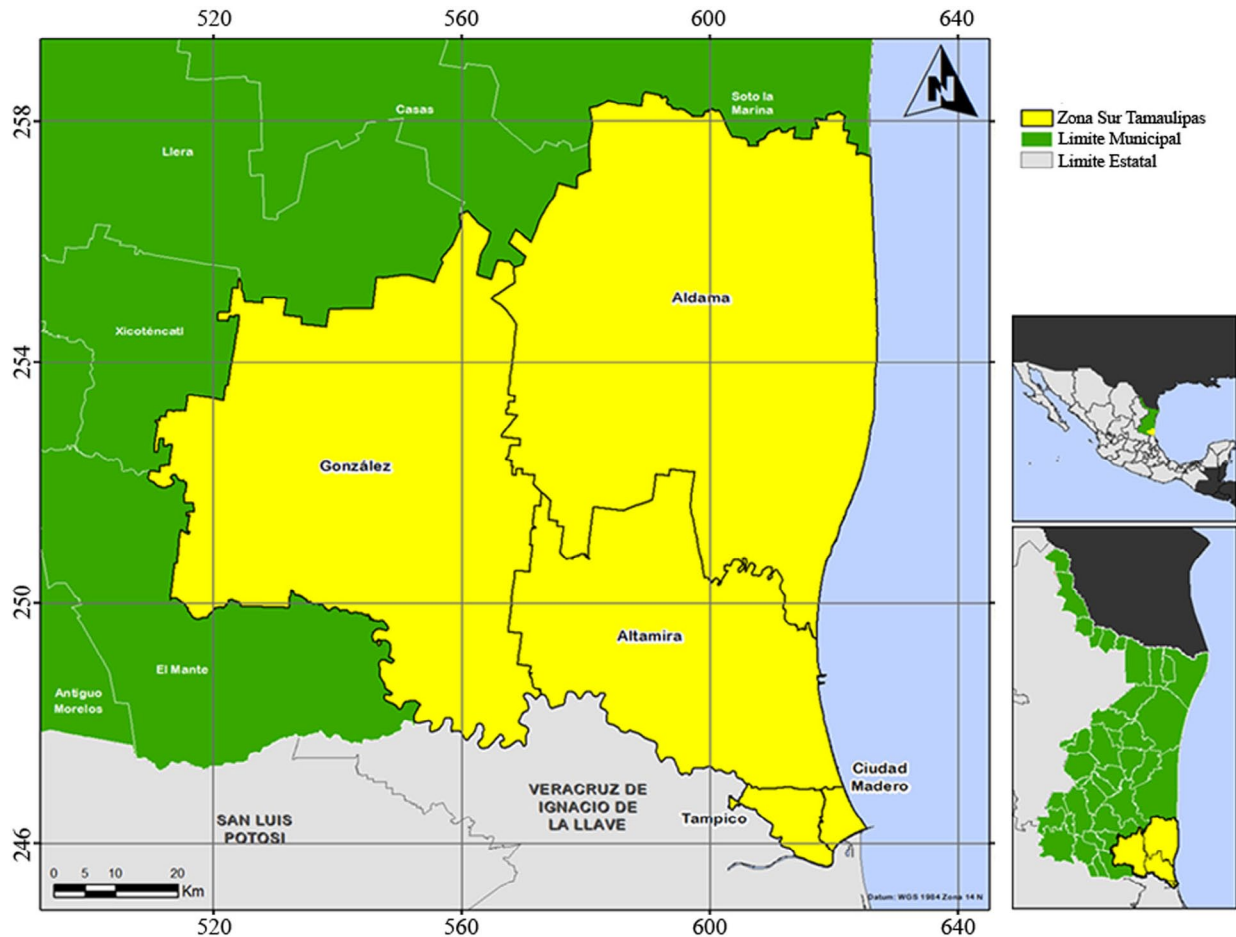 520
560
600
640
258
254
250
246
Soto la
Marina
Casas
Llera
Xicoténcatl
Aldama
González
Altamira
El Mante
Antiguo
Morelos
Ciudad
Madero
Tampico
VERACRUZ DE
IGNACIO DE
LA LLAVE
SAN LUIS
POTOSI
0 5 10 20
Km
Datum: WGS 1984 Zona 14 N
520
560
600
640
N
Zona Sur Tamaulipas
Limite Municipal
Limite Estatal